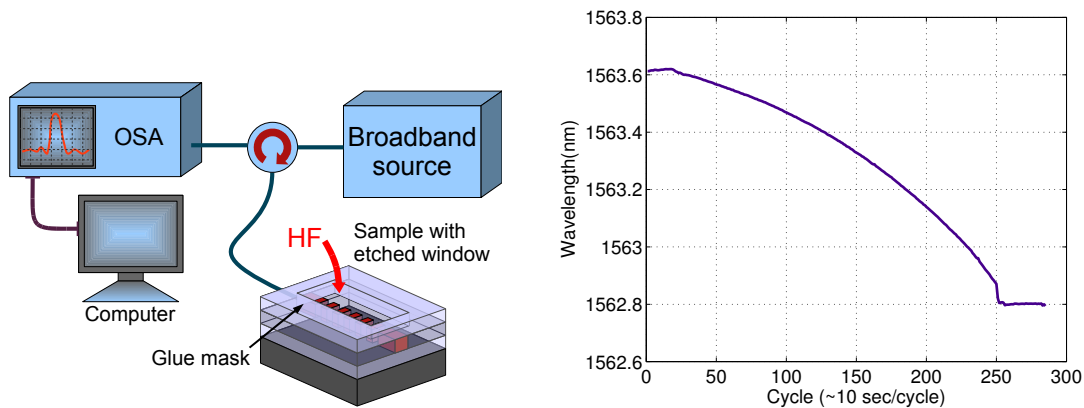 OSA
Broadband
source
HF
Sample with
etched window
Computer
Glue mask
1563.8
1563.6
1563.4
1563.2
1563
1562.8
1562.6
Wavelength(nm)
0 50 100 150 200 250 300
Cycle (~10 sec/cycle)